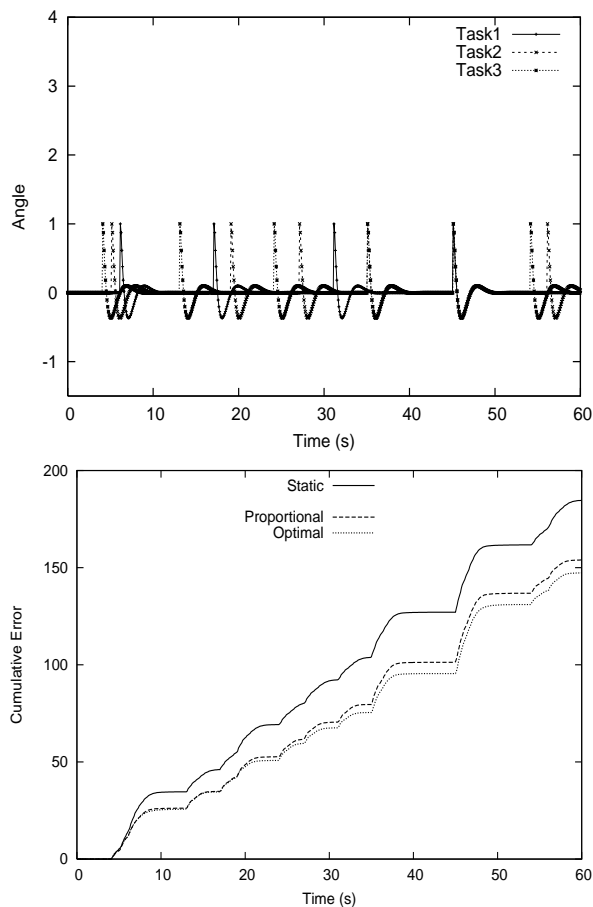 4
3
2
1
0
-1
Angle
Task1
Task2
Task3
0 10 20 30 40 50 60
Time (s)
200
150
100
50
0
Cumulative Error
Static
Proportional
Optimal
0 10 20 30 40 50 60
Time (s)